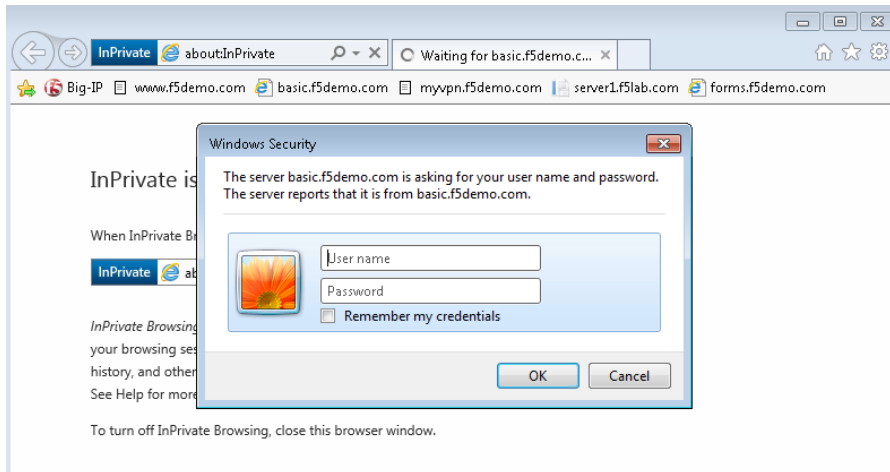 InPrivate about:InPrivate Waiting for basic.f5demo.c...
Big-IP www.f5demo.com basic.f5demo.com myvpn.f5demo.com server1.f5lab.com forms.f5demo.com
Windows Security
The server basic.f5demo.com is asking for your user name and password.
The server reports that it is from basic.f5demo.com.
User name
Password
Remember my credentials
OK Cancel
InPrivate is
When InPrivate Br
InPrivate ab
InPrivate Browsing
your browsing ses
history, and other
See Help for more
To turn off InPrivate Browsing, close this browser window.